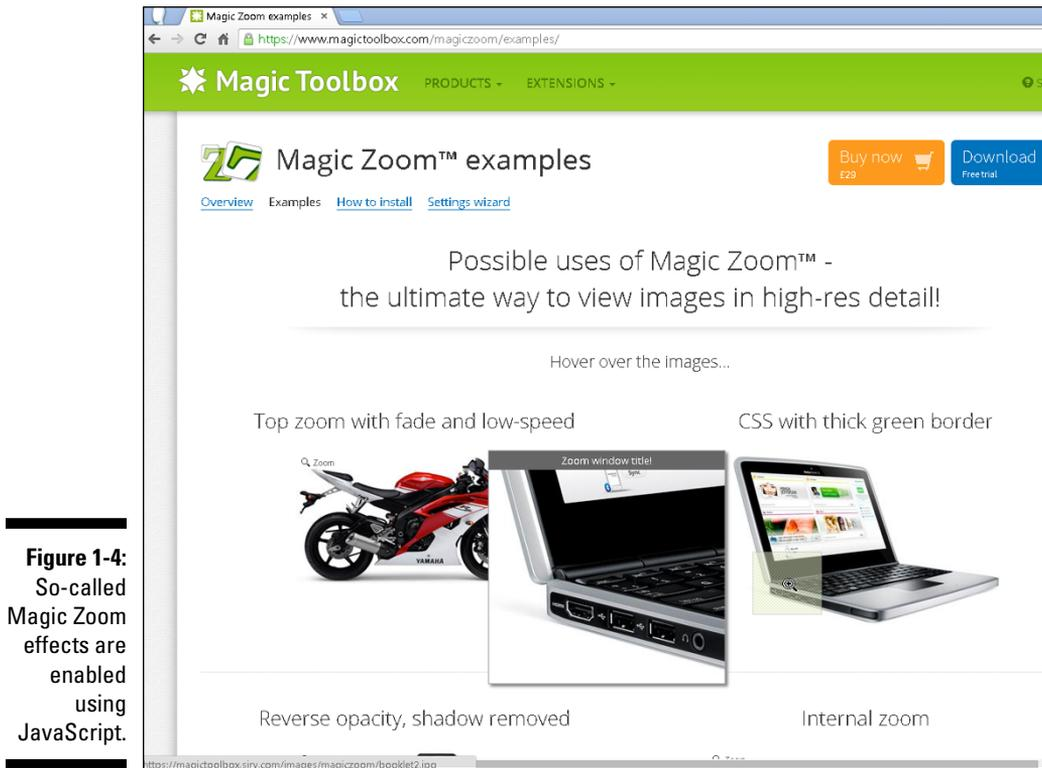 Magic Zoom examples ×
https://www.magictoolbox.com/magiczoom/examples/
Magic Toolbox PRODUCTS EXTENSIONS
Magic Zoom™ examples
Buy now
£29
Download
Free trial
Overview Examples How to install Settings wizard
Possible uses of Magic Zoom™ -
the ultimate way to view images in high-res detail!
Hover over the images...
Top zoom with fade and low-speed
CSS with thick green border
Zoom
Zoom window title!
Sync
YAMAHA
HDMI
Reverse opacity, shadow removed
Internal zoom
https://magictoolbox.sirv.com/images/magiczoom/booklet2.jpg
Figure 1-4:
So-called
Magic Zoom
effects are
enabled
using
JavaScript.